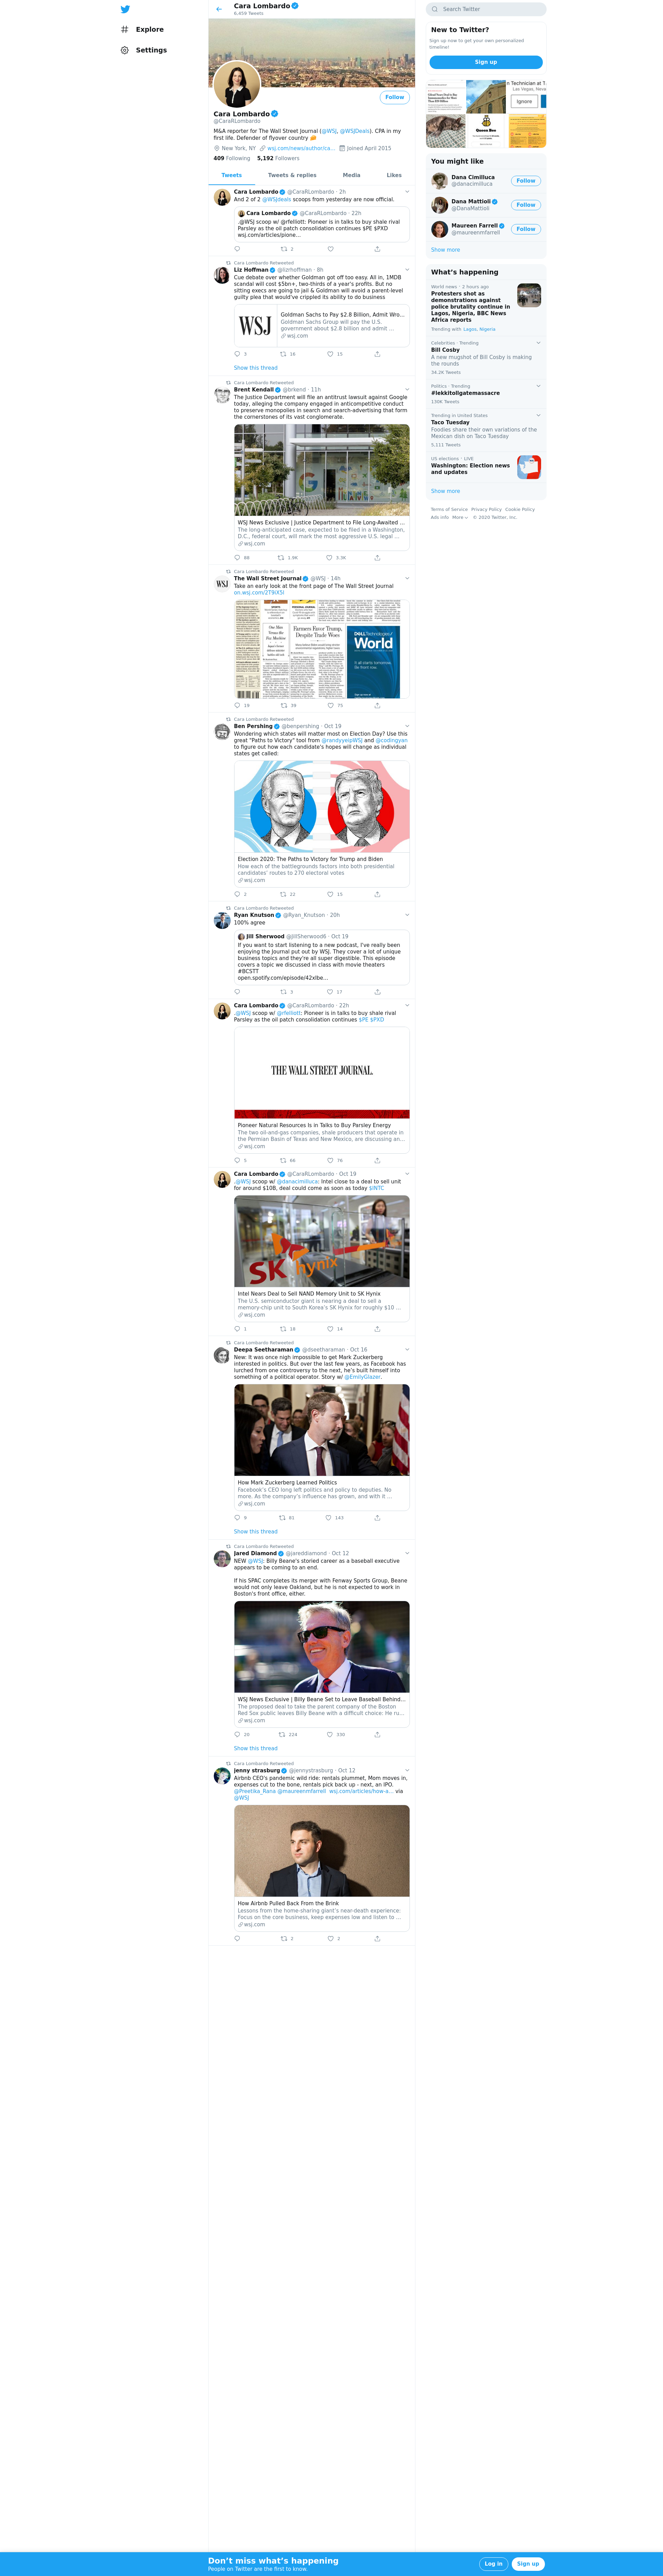 Explore
Settings
Cara Lombardo
6,459 Tweets
Follow
Cara Lombardo
@CaraRLombardo
M&A reporter for The Wall Street Journal (@WSJ, @WSJDeals). CPA in my
first life. Defender of flyover country
New York, NY wsj.com/news/author/ca… Joined April 2015
409 Following 5,192 Followers
Tweets Tweets & replies Media Likes
Cara Lombardo @CaraRLombardo · 2h
And 2 of 2 @WSJdeals scoops from yesterday are now official.
Cara Lombardo @CaraRLombardo · 22h
.@WSJ scoop w/ @rfelliott: Pioneer is in talks to buy shale rival
Parsley as the oil patch consolidation continues $PE $PXD
wsj.com/articles/pione…
2
Cara Lombardo Retweeted
Liz Hoffman @lizrhoffman · 8h
Cue debate over whether Goldman got off too easy. All in, 1MDB
scandal will cost $5bn+, two-thirds of a year's profits. But no
sitting execs are going to jail & Goldman will avoid a parent-level
guilty plea that would've crippled its ability to do business
WSJ
Goldman Sachs to Pay $2.8 Billion, Admit Wro…
Goldman Sachs Group will pay the U.S.
government about $2.8 billion and admit …
wsj.com
3 16 15
Show this thread
Cara Lombardo Retweeted
Brent Kendall @brkend · 11h
The Justice Department will file an antitrust lawsuit against Google
today, alleging the company engaged in anticompetitive conduct
to preserve monopolies in search and search-advertising that form
the cornerstones of its vast conglomerate.
WSJ News Exclusive | Justice Department to File Long-Awaited …
The long-anticipated case, expected to be filed in a Washington,
D.C., federal court, will mark the most aggressive U.S. legal …
wsj.com
88 1.9K 3.3K
Cara Lombardo Retweeted
The Wall Street Journal @WSJ · 14h
Take an early look at the front page of The Wall Street Journal
on.wsj.com/2T9iX5l
Farmers Favor Trump,
Despite Trade Woes
DELLTechnologies
World
19 38 75
Cara Lombardo Retweeted
Ben Pershing @benpershing · Oct 19
Wondering which states will matter most on Election Day? Use this
great "Paths to Victory" tool from @randyyeipWSJ and @csdingyan
to figure out how each candidate's hopes will change as individual
states get called:
Election 2020: The Paths to Victory for Trump and Biden
How each of the battlegrounds factors into both presidential
candidates' routes to 270 electoral votes
wsj.com
2 22 15
Cara Lombardo Retweeted
Ryan Knutson @Ryan_Knutson · 20h
100% agree
Jill Sherwood @JillSherwood6 · Oct 19
If you want to start listening to a new podcast, I've really been
enjoying the Journal put out by WSJ. They cover a lot of unique
business topics and they're all super digestible. This episode
covers a topic we discussed in class with movie theaters
#BCSTT
open.spotify.com/episode/42xlbe…
3 17
Cara Lombardo @CaraRLombardo · 22h
.@WSJ scoop w/ @rfelliott: Pioneer is in talks to buy shale rival
Parsley as the oil patch consolidation continues $PE $PXD
THE WALL STREET JOURNAL.
Pioneer Natural Resources Is in Talks to Buy Parsley Energy
The two oil-and-gas companies, shale producers that operate in
the Permian Basin of Texas and New Mexico, are discussing an…
wsj.com
5 66 76
Cara Lombardo @CaraRLombardo · Oct 19
.@WSJ scoop w/ @danacimilluca: Intel close to a deal to sell unit
for around $10B, deal could come as soon as today $INTC
SK hynix
Intel Nears Deal to Sell NAND Memory Unit to SK Hynix
The U.S. semiconductor giant is nearing a deal to sell a
memory-chip unit to South Korea's SK Hynix for roughly $10 …
wsj.com
1 18 14
Cara Lombardo Retweeted
Deepa Seetharaman @dseetharaman · Oct 16
New: It was once nigh impossible to get Mark Zuckerberg
interested in politics. But over the last few years, as Facebook has
lurched from one controversy to the next, he's built himself into
something of a political operator. Story w/ @EmilyGlazer.
How Mark Zuckerberg Learned Politics
Facebook's CEO long left politics and policy to deputies. No
more. As the company's influence has grown, and with it …
wsj.com
9 81 143
Show this thread
Cara Lombardo Retweeted
Jared Diamond @jareddiamond · Oct 12
NEW @WSJ: Billy Beane's storied career as a baseball executive
appears to be coming to an end.
If his SPAC completes its merger with Fenway Sports Group, Beane
would not only leave Oakland, but he is not expected to work in
Boston's front office, either.
WSJ News Exclusive | Billy Beane Set to Leave Baseball Behind…
The proposed deal to take the parent company of the Boston
Red Sox public leaves Billy Beane with a difficult choice: He ru…
wsj.com
20 224 330
Show this thread
Cara Lombardo Retweeted
Jenny strasburg @jennystrasburg · Oct 12
Airbnb CEO's pandemic wild ride: rentals plummet, Mom moves in,
expenses cut to the bone, rentals pick back up - next, an IPO.
@Preetika_Rana @maureenmfarrell wsj.com/articles/how-a… via
@WSJ
How Airbnb Pulled Back From the Brink
Lessons from the home-sharing giant's near-death experience:
Focus on the core business, keep expenses low and listen to …
wsj.com
2 2
Search Twitter
New to Twitter?
Sign up now to get your own personalized
timeline!
Sign up
n Technician at T
Las Vegas, Neva
Ignore
Queen Bee
You might like
Dana Cimilluca
@danacimilluca
Follow
Dana Mattioli
@DanaMattioli
Follow
Maureen Farrell
@maureenmfarrell
Follow
Show more
What's happening
World news · 2 hours ago
Protesters shot as
demonstrations against
police brutality continue in
Lagos, Nigeria, BBC News
Africa reports
Trending with Lagos, Nigeria
Celebrities · Trending
Bill Cosby
A new mugshot of Bill Cosby is making
the rounds
34.2K Tweets
Politics · Trending
#lekkitollgatemassacre
130K Tweets
Trending in United States
Taco Tuesday
Foodies share their own variations of the
Mexican dish on Taco Tuesday
5,111 Tweets
US elections · LIVE
Washington: Election news
and updates
Show more
Terms of Service Privacy Policy Cookie Policy
Ads info More © 2020 Twitter, Inc.
Don't miss what's happening
People on Twitter are the first to know.
Log in Sign up